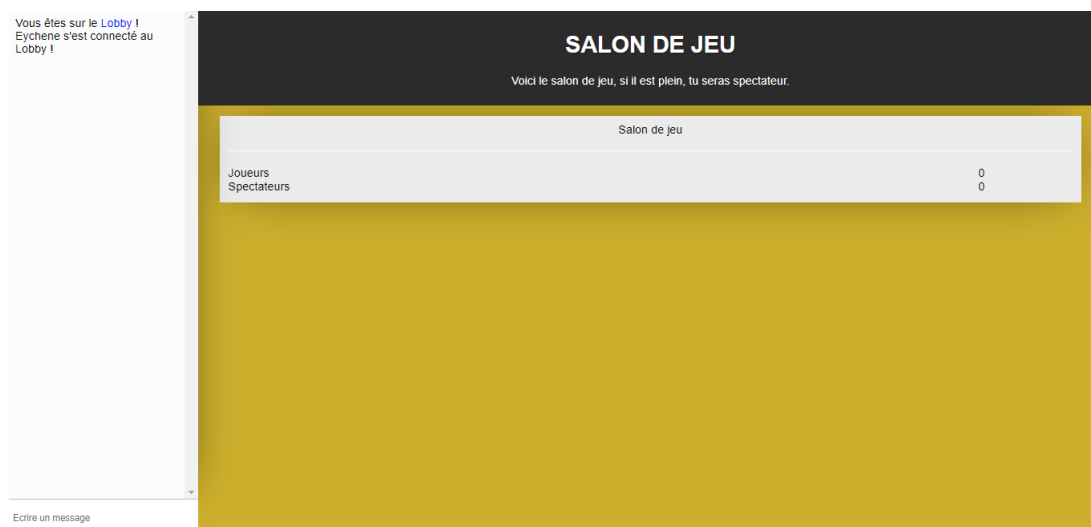 Vous êtes sur le Lobby !
Eychene s'est connecté au
Lobby !
SALON DE JEU
Voici le salon de jeu, si il est plein, tu seras spectateur.
Salon de jeu
Joueurs 0
Spectateurs 0
Ecrire un message